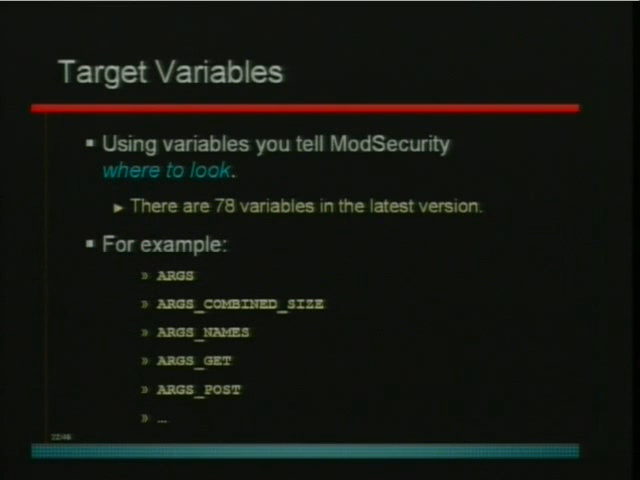 Target Variables
▪ Using variables you tell ModSecurity
where to look.
► There are 78 variables in the latest version.
▪ For example:
» ARGS
» ARGS_COMBINED_SIZE
» ARGS_NAMES
» ARGS_GET
» ARGS_POST
» ...